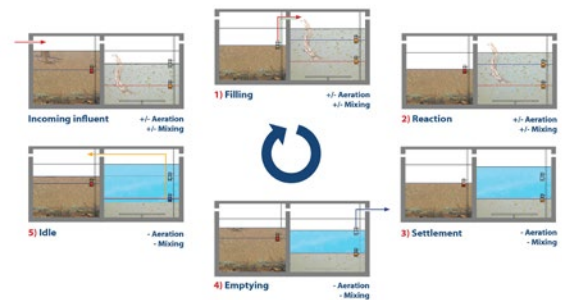 Incoming influent
+/- Aeration
+/- Mixing
1) Filling
+/- Aeration
+/- Mixing
2) Reaction
+/- Aeration
+/- Mixing
3) Settlement
- Aeration
- Mixing
4) Emptying
- Aeration
- Mixing
5) Idle
- Aeration
- Mixing